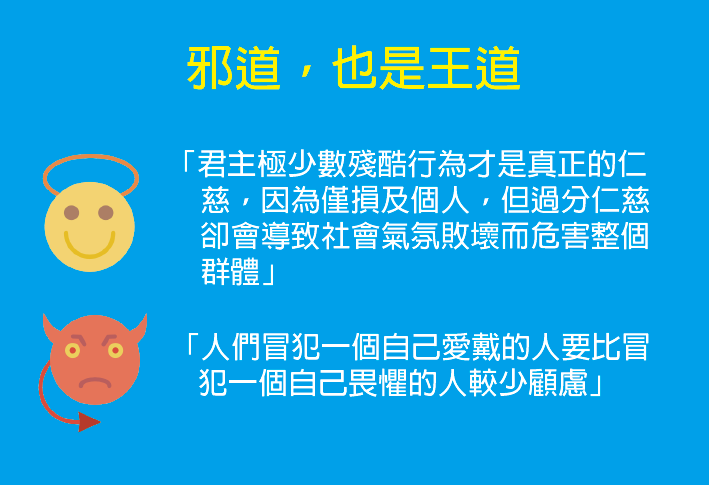 邪道，也是王道
「君主極少數殘酷行為才是真正的仁
慈，因為僅損及個人，但過分仁慈
卻會導致社會氣氛敗壞而危害整個
群體」
「人們冒犯一個自己愛戴的人要比冒
犯一個自己畏懼的人較少顧慮」